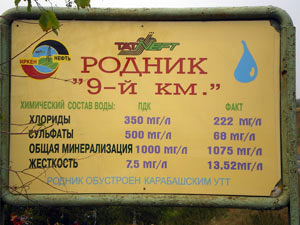 ИРКЕН НЕФТЬ
TATNEFT
РОДНИК
"9-Й КМ."
ХИМИЧЕСКИЙ СОСТАВ ВОДЫ: ПДК ФАКТ
ХЛОРИДЫ 350 МГ/Л 222 МГ/Л
СУЛЬФАТЫ 500 МГ/Л 68 МГ/Л
ОБЩАЯ МИНЕРАЛИЗАЦИЯ 1000 МГ/Л 1075 МГ/Л
ЖЕСТКОСТЬ 7,5 МГ/Л 13.52МГ/Л
РОДНИК ОБУСТРОЕН КАРАБАШСКИМ УТТ